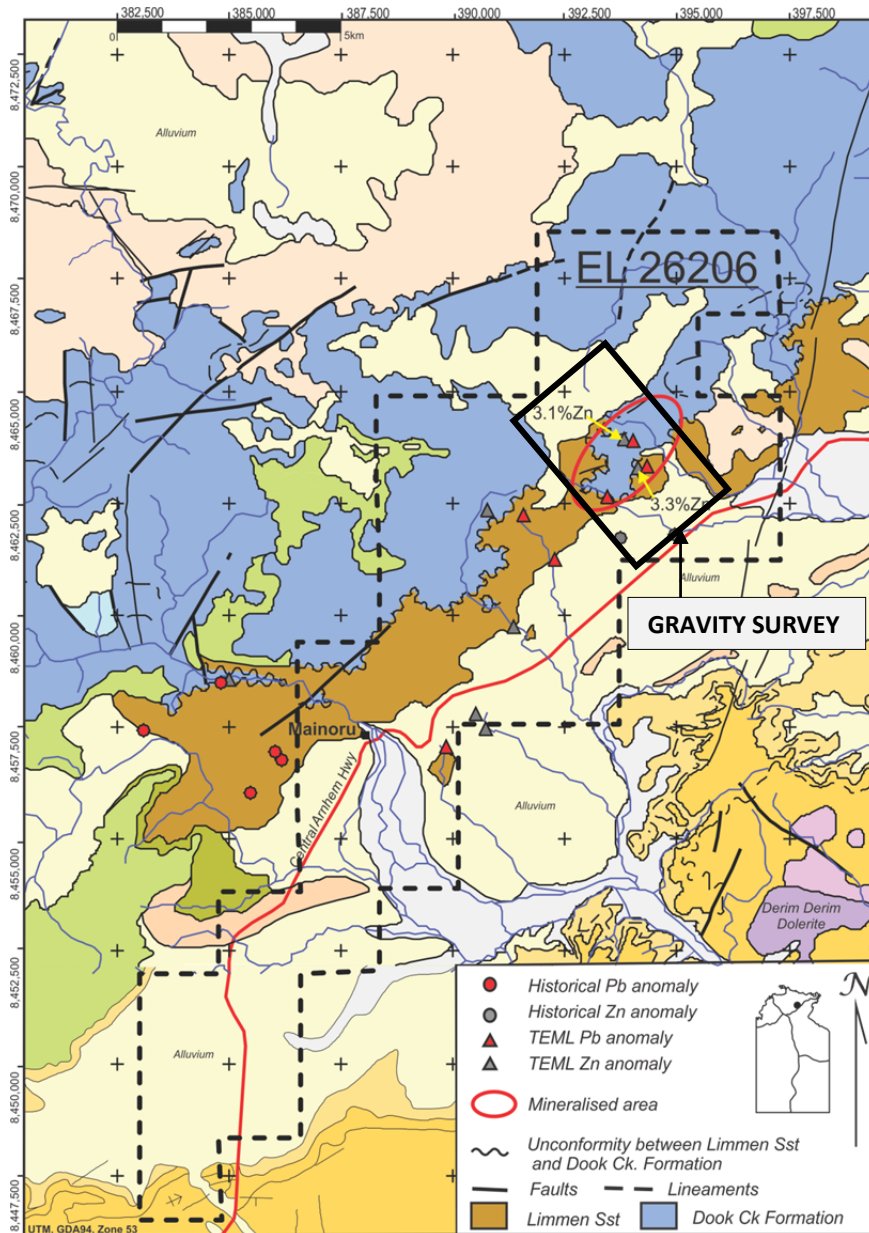 382,500
385,000
387,500
390,000
392,500
395,000
397,500
0
5km
8,472,500
8,470,000
8,467,500
8,465,000
8,462,500
8,460,000
8,457,500
8,455,000
8,452,500
8,450,000
8,447,500
Alluvium
EL 26206
3.1%Zn
3.3%Zn
Alluvium
GRAVITY SURVEY
Mainoru
Central Arnhem Hwy
Alluvium
Derim Derim
Dolerite
Alluvium
Historical Pb anomaly
Historical Zn anomaly
TEML Pb anomaly
TEML Zn anomaly
Mineralised area
Unconformity between Limmen Sst
and Dook Ck. Formation
Faults
Lineaments
Limmen Sst
Dook Ck Formation
N
UTM. GDA94. Zone 53